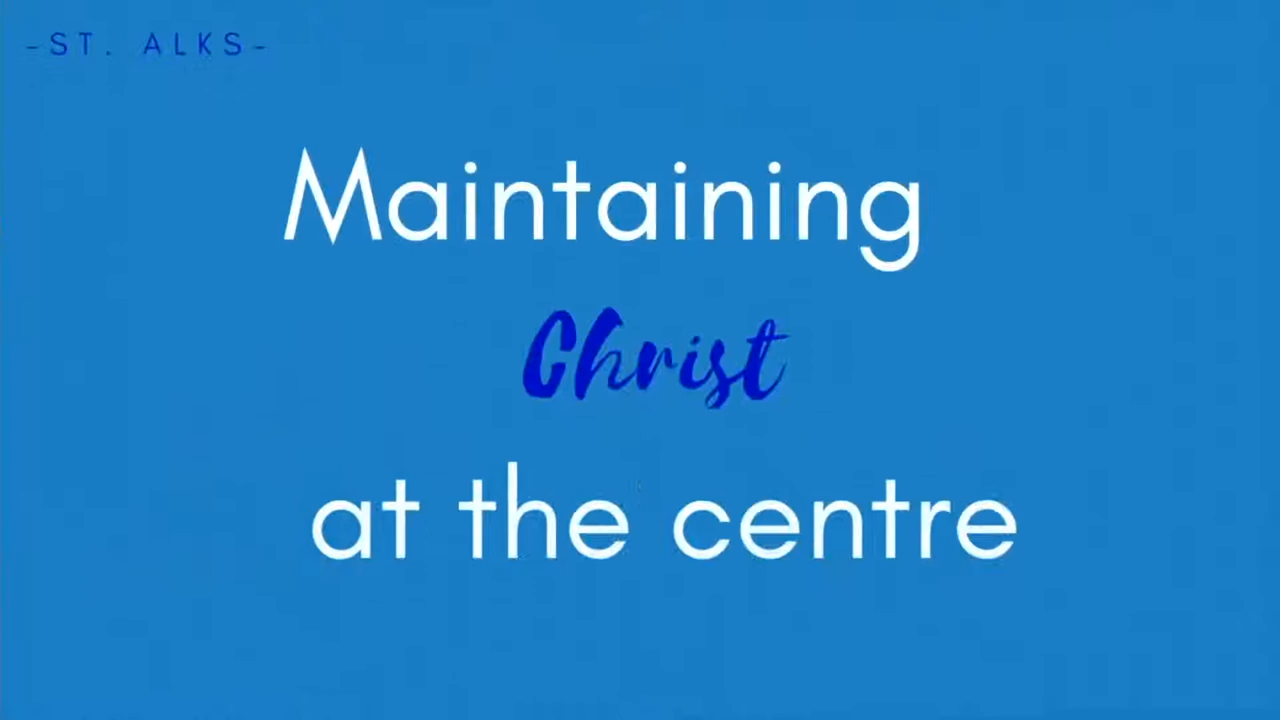 -ST. ALKS-
Maintaining
Christ
at the centre